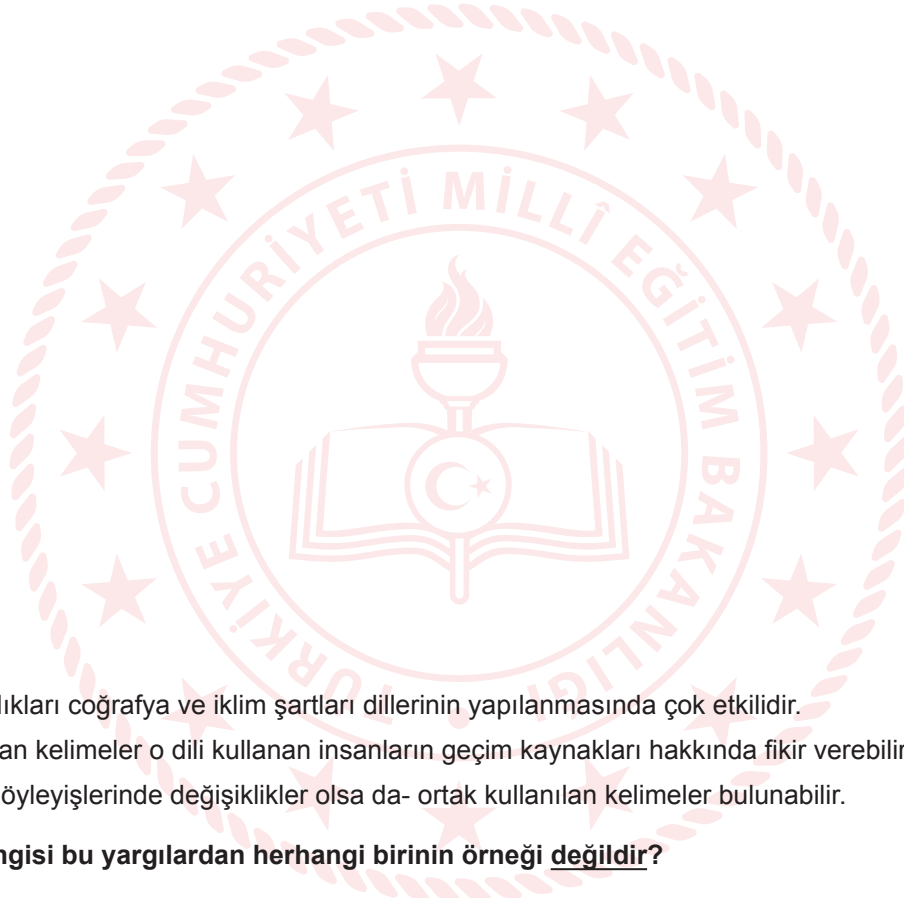 TÜRKİYE CUMHURİYETİ MİLLÎ EĞİTİM BAKANLIĞI
dıkları coğrafya ve iklim şartları dillerinin yapılanmasında çok etkilidir.
an kelimeler o dili kullanan insanların geçim kaynakları hakkında fikir verebilir
öyleyişlerinde değişiklikler olsa da- ortak kullanılan kelimeler bulunabilir.
ngisi bu yargılardan herhangi birinin örneği değildir?